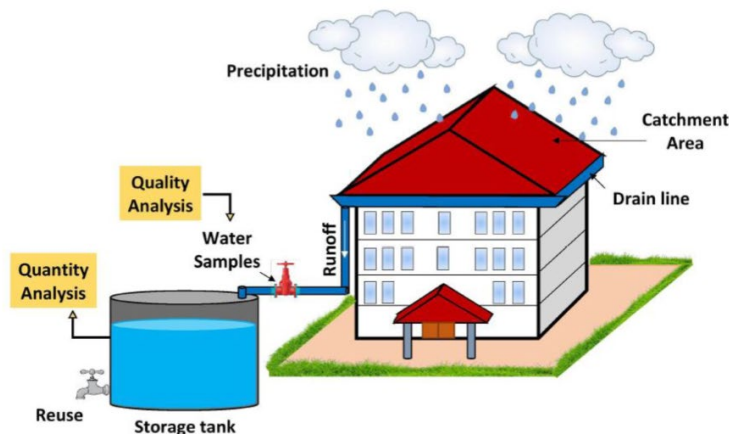 Precipitation
Catchment
Area
Drain line
Quality
Analysis
Water
Samples
Runoff
Quantity
Analysis
Reuse
Storage tank